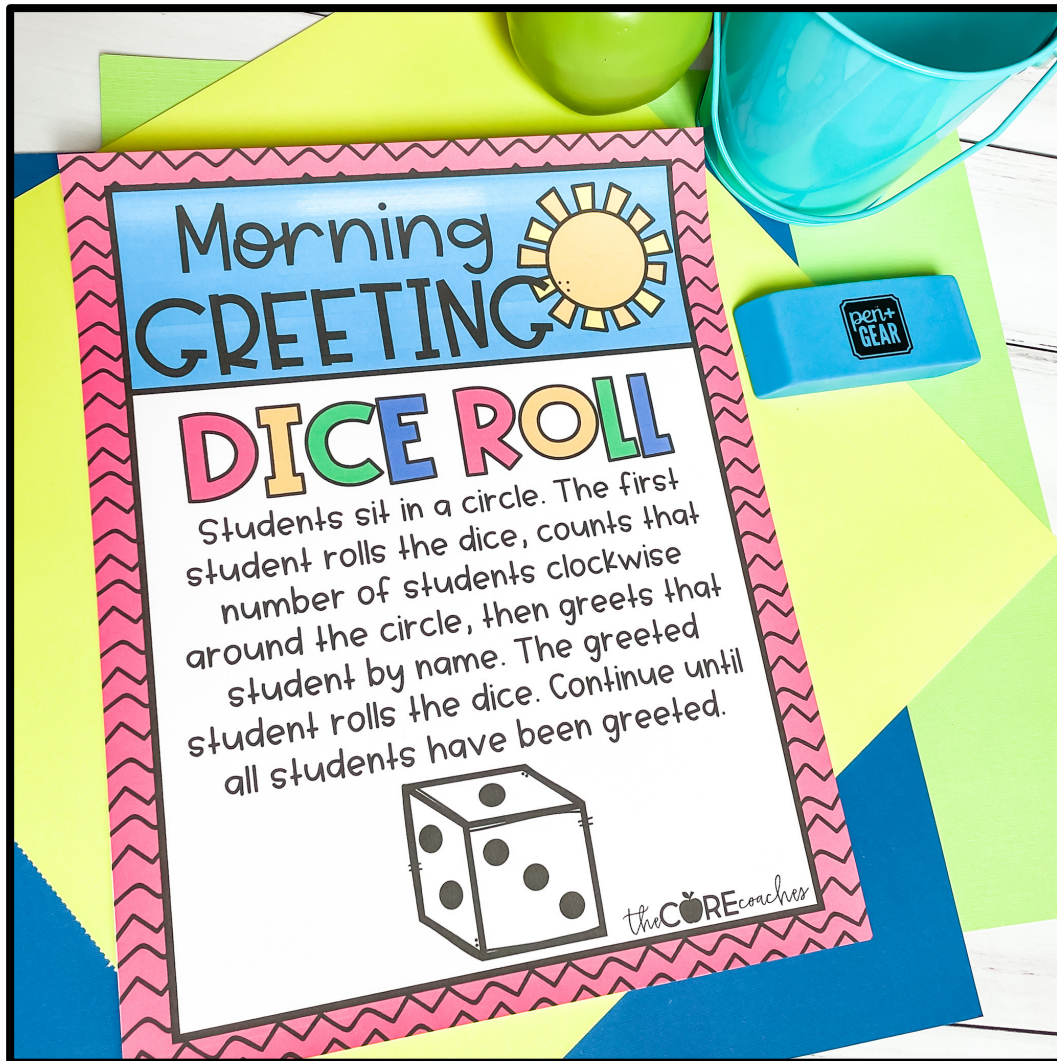 Morning
GREETING
pen+
GEAR
DICE ROLL
Students sit in a circle. The first
student rolls the dice, counts that
number of students clockwise
around the circle, then greets that
student by name. The greeted
student rolls the dice. Continue until
all students have been greeted.
theCOREcoaches